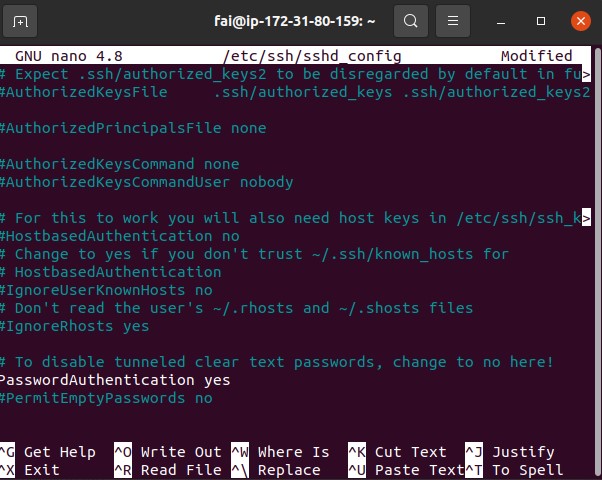 fai@ip-172-31-80-159: ~
GNU nano 4.8 /etc/ssh/sshd_config Modified
# Expect .ssh/authorized_keys2 to be disregarded by default in fu>
#AuthorizedKeysFile .ssh/authorized_keys .ssh/authorized_keys2
#AuthorizedPrincipalsFile none
#AuthorizedKeysCommand none
#AuthorizedKeysCommandUser nobody
# For this to work you will also need host keys in /etc/ssh/ssh_k>
#HostbasedAuthentication no
# Change to yes if you don't trust ~/.ssh/known_hosts for
# HostbasedAuthentication
#IgnoreUserKnownHosts no
# Don't read the user's ~/.rhosts and ~/.shosts files
#IgnoreRhosts yes
# To disable tunneled clear text passwords, change to no here!
PasswordAuthentication yes
#PermitEmptyPasswords no
^G Get Help ^O Write Out ^W Where Is ^K Cut Text ^J Justify
^X Exit ^R Read File ^\ Replace ^U Paste Text ^T To Spell